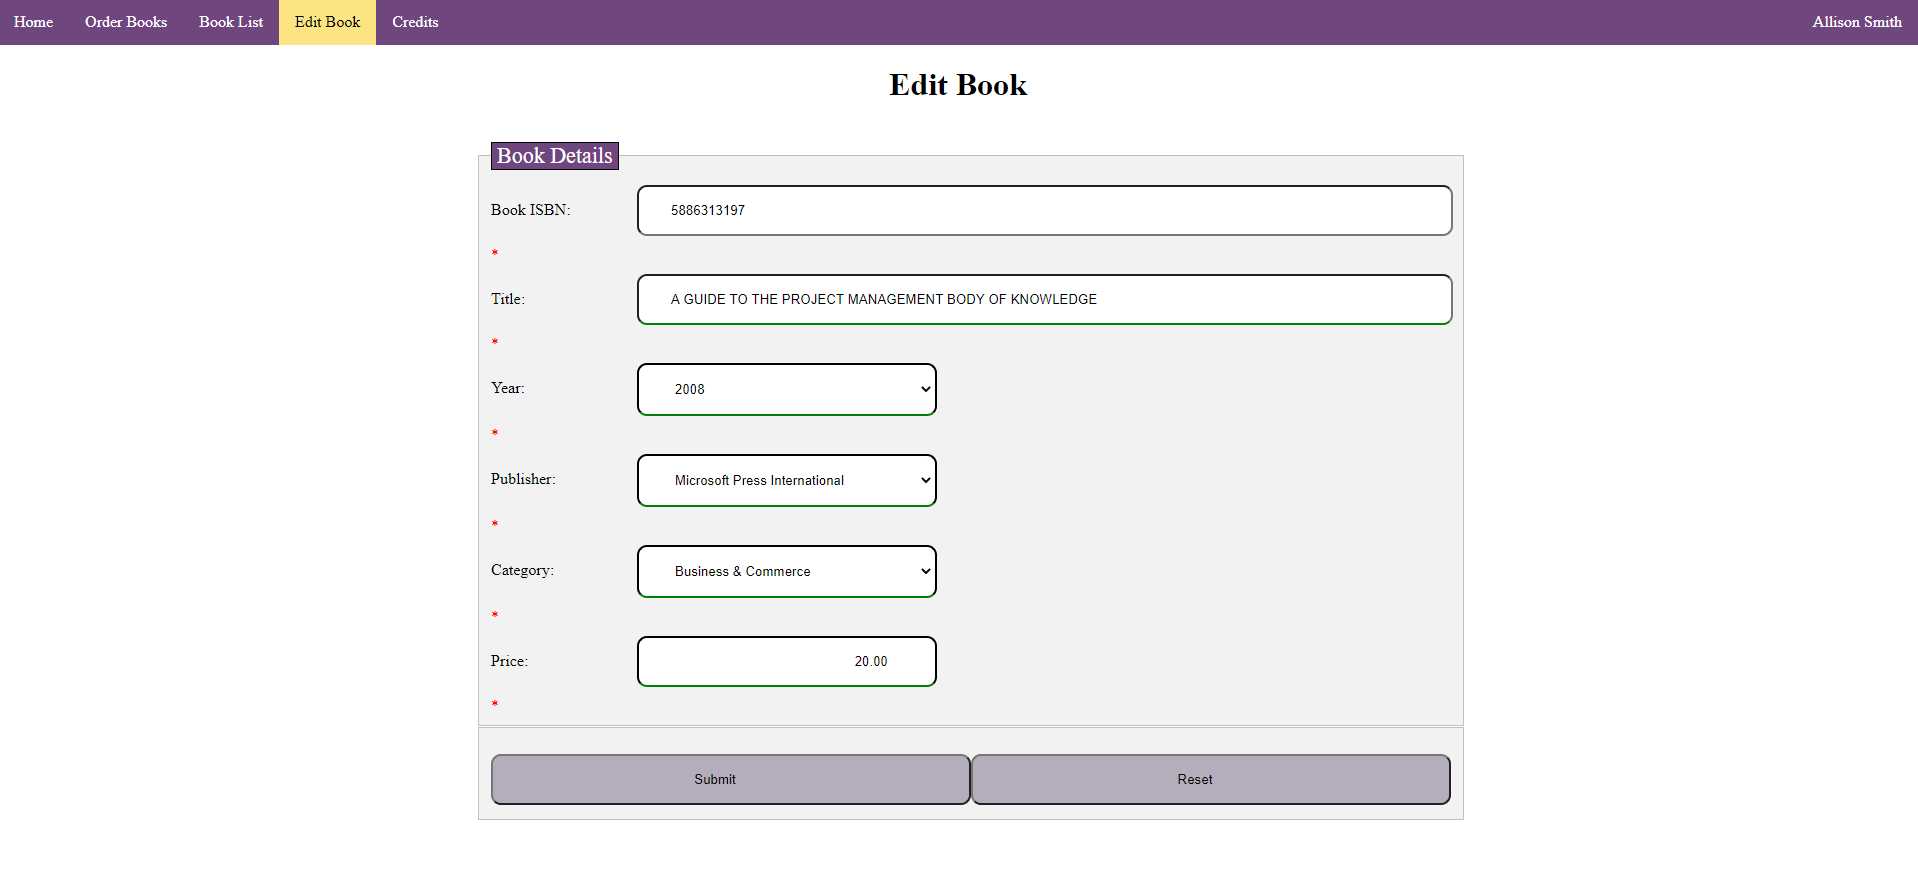 Home Order Books Book List Edit Book Credits Allison Smith
Edit Book
Book Details
Book ISBN: 5886313197
*
Title: A GUIDE TO THE PROJECT MANAGEMENT BODY OF KNOWLEDGE
*
Year: 2008
*
Publisher: Microsoft Press International
*
Category: Business & Commerce
*
Price: 20.00
*
Submit Reset